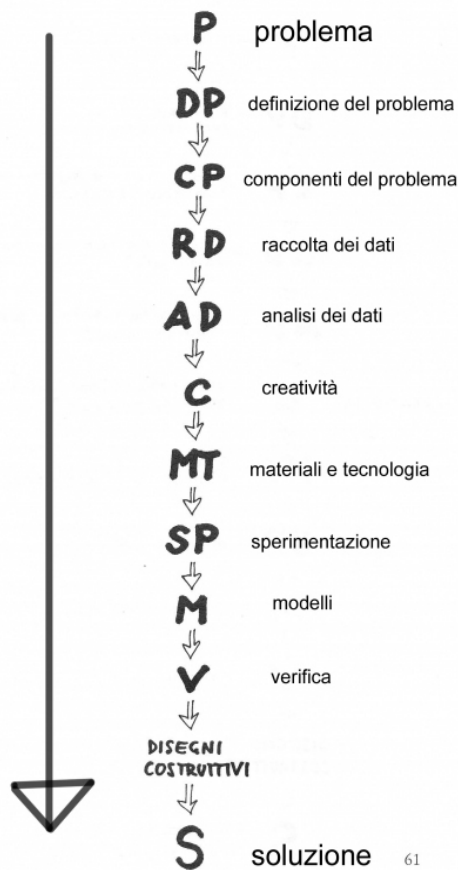 P problema
DP definizione del problema
CP componenti del problema
RD raccolta dei dati
AD analisi dei dati
C creatività
MT materiali e tecnologia
SP sperimentazione
M modelli
V verifica
DISEGNI
COSTRUTTIVI
S soluzione 61